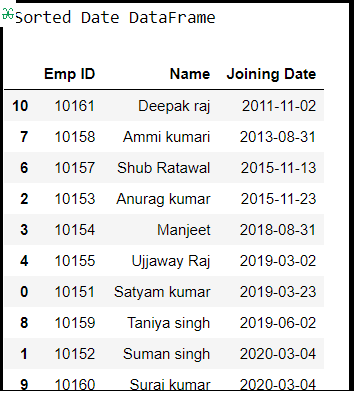 Sorted Date DataFrame
Emp ID Name Joining Date
10 10161 Deepak raj 2011-11-02
7 10158 Ammi kumari 2013-08-31
6 10157 Shub Ratawal 2015-11-13
2 10153 Anurag kumar 2015-11-23
3 10154 Manjeet 2018-08-31
4 10155 Ujjaway Raj 2019-03-02
0 10151 Satyam kumar 2019-03-23
8 10159 Taniya singh 2019-06-02
1 10152 Suman singh 2020-03-04
9 10160 Suraj kumar 2020-03-04